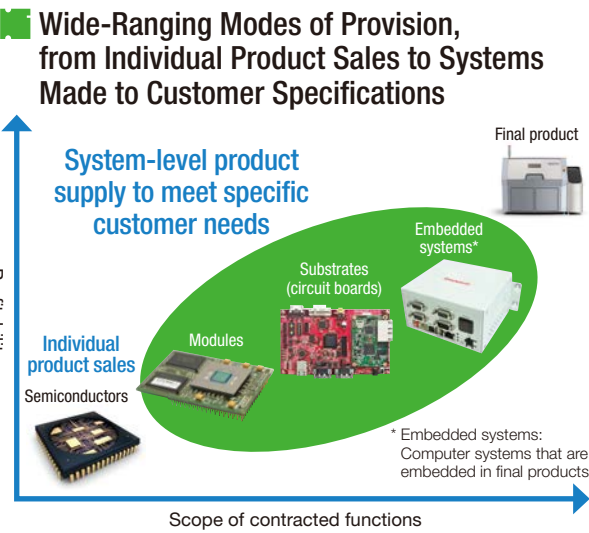 Wide-Ranging Modes of Provision,
from Individual Product Sales to Systems
Made to Customer Specifications
Final product
System-level product
supply to meet specific
customer needs
Embedded
systems*
Substrates
(circuit boards)
Modules
Individual
product sales
Semiconductors
* Embedded systems:
Computer systems that are
embedded in final products
Scope of contracted functions